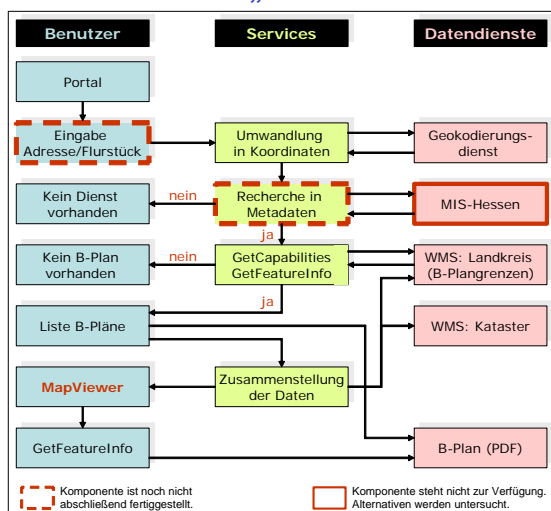 Benutzer
Services
Datendienste
Portal
Eingabe
Adresse/Flurstück
Umwandlung
in Koordinaten
Geokodierungs-
dienst
Kein Dienst
vorhanden
nein
Recherche in
Metadaten
MIS-Hessen
ja
Kein B-Plan
vorhanden
nein
GetCapabilities
GetFeatureInfo
WMS: Landkreis
(B-Plangrenzen)
ja
Liste B-Pläne
WMS: Kataster
MapViewer
Zusammenstellung
der Daten
GetFeatureInfo
B-Plan (PDF)
Komponente ist noch nicht
abschließend fertiggestellt.
Komponente steht nicht zur Verfügung.
Alternativen werden untersucht.